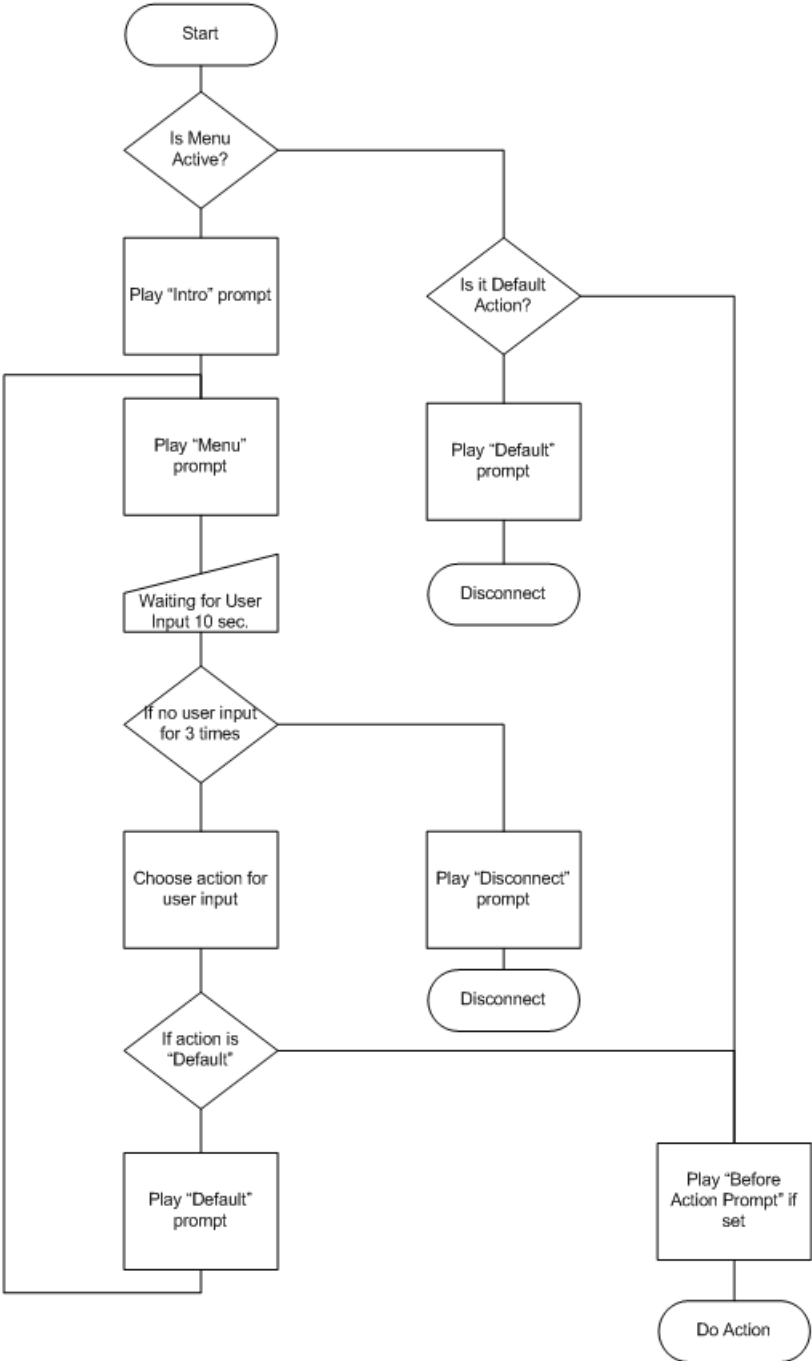 Start
Is Menu
Active?
Play “Intro” prompt
Is it Default
Action?
Play “Menu”
prompt
Play “Default”
prompt
Waiting for User
Input 10 sec.
Disconnect
If no user input
for 3 times
Choose action for
user input
Play “Disconnect”
prompt
Disconnect
If action is
“Default”
Play “Default”
prompt
Play “Before
Action Prompt” if
set
Do Action